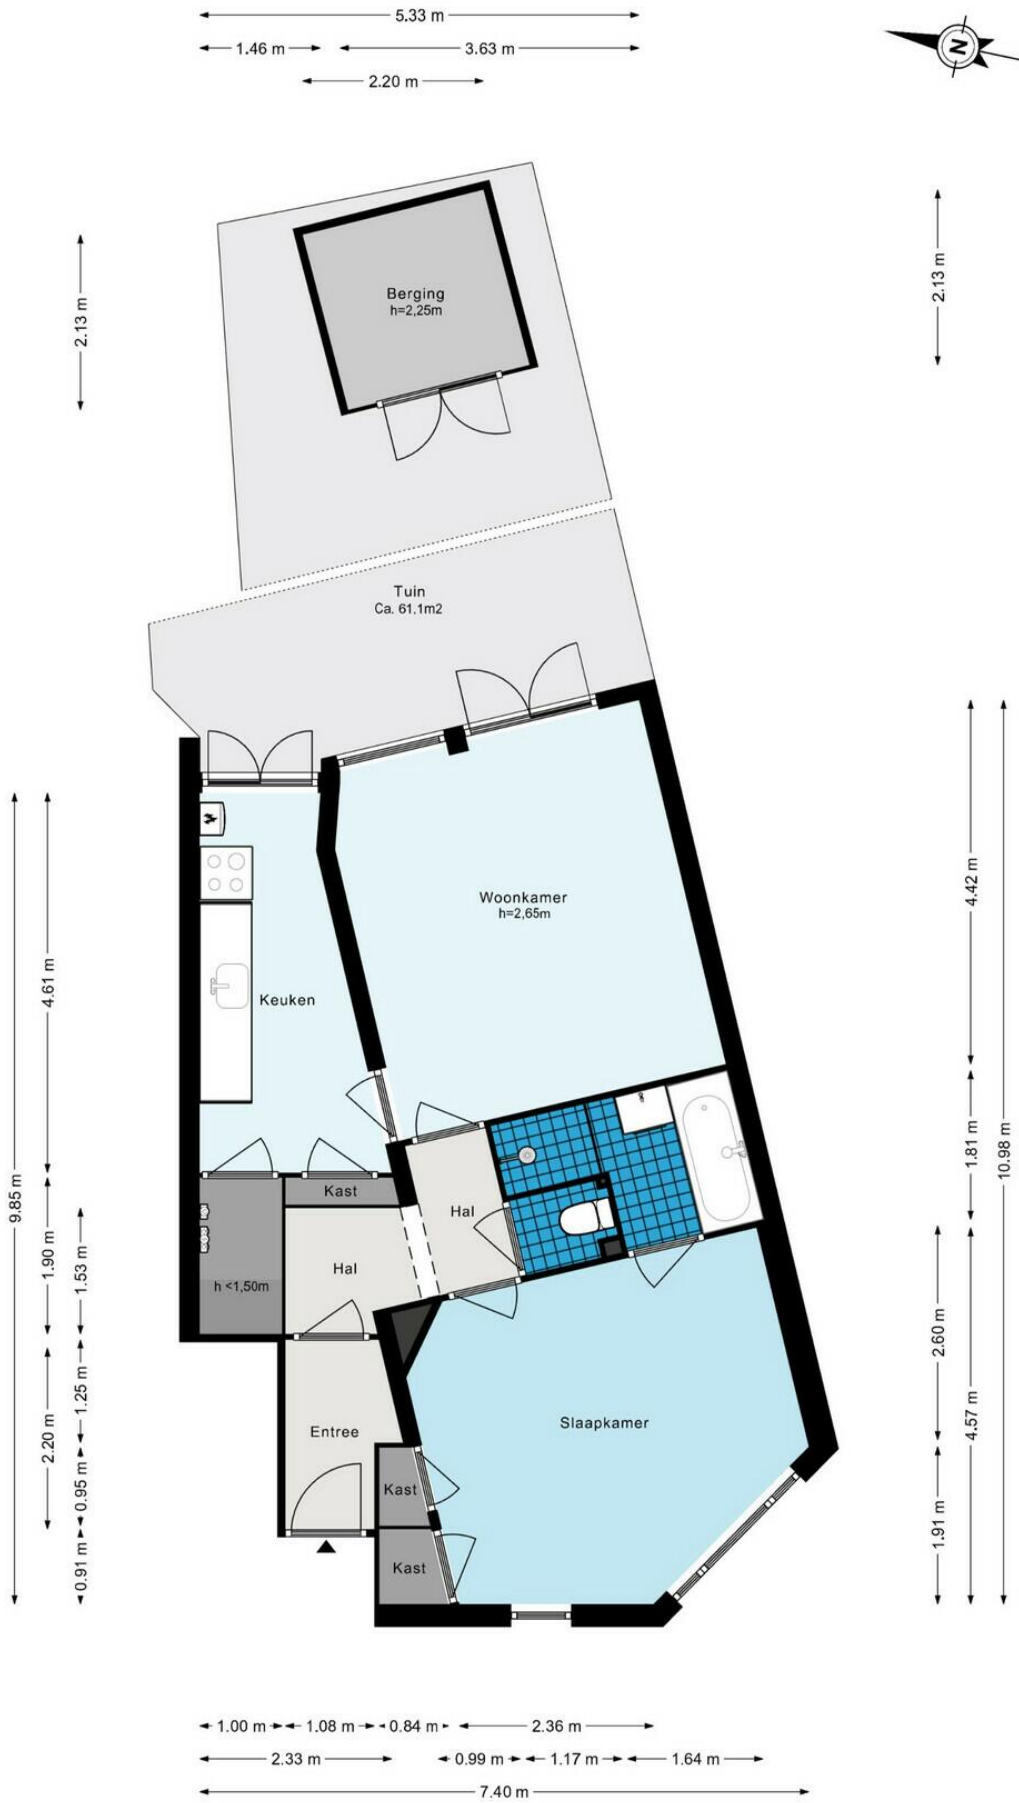 5.33 m
1.46 m
3.63 m
2.20 m
N
2.13 m
2.13 m
Berging
h=2,25m
Tuin
Ca. 61,1m2
Woonkamer
h=2,65m
4.42 m
4.61 m
Keuken
1.81 m
10.98 m
9.85 m
Kast
Hal
1.90 m
1.53 m
h <1,50m
Hal
2.60 m
1.25 m
2.20 m
Entree
Slaapkamer
4.57 m
0.95 m
Kast
1.91 m
0.91 m
Kast
1.00 m
1.08 m
0.84 m
2.36 m
2.33 m
0.99 m
1.17 m
1.64 m
7.40 m